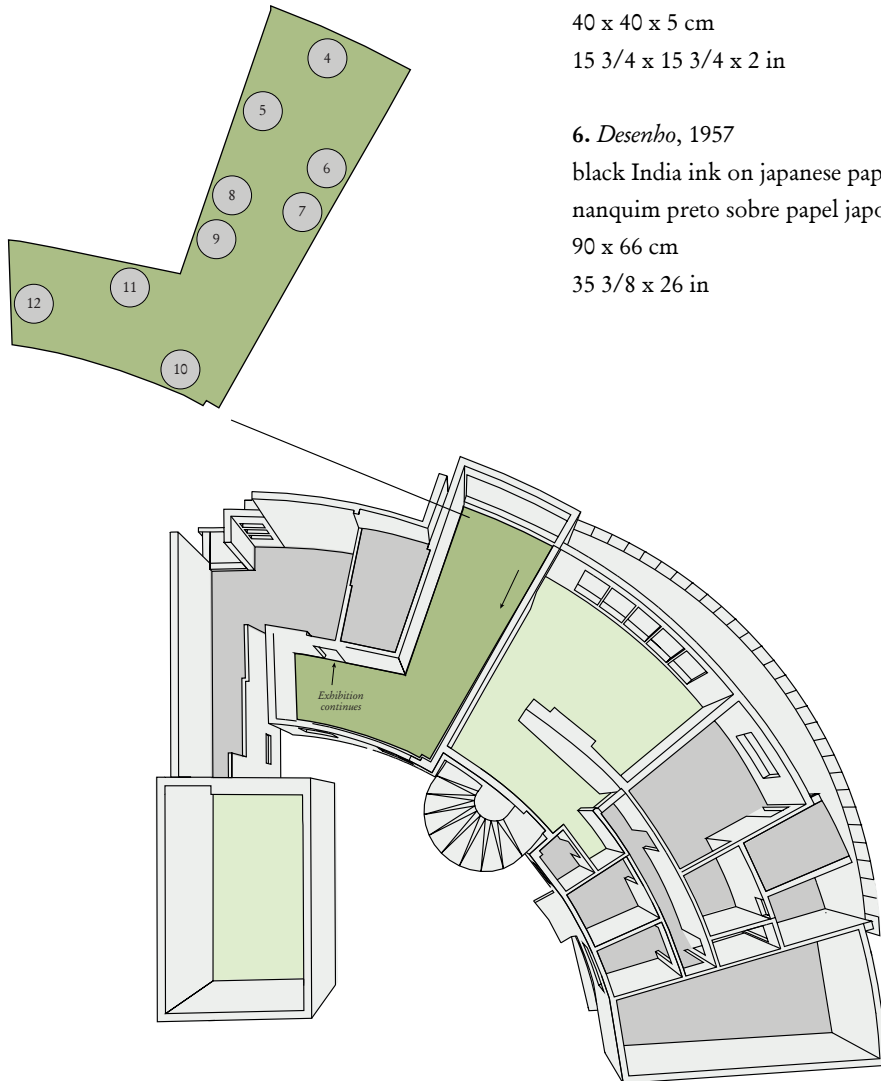 40 x 40 x 5 cm
15 3/4 x 15 3/4 x 2 in
6. Desenho, 1957
black India ink on japanese pap
nanquim preto sobre papel japo
90 x 66 cm
35 3/8 x 26 in
4
5
6
8
7
9
11
12
10
Exhibition
continues